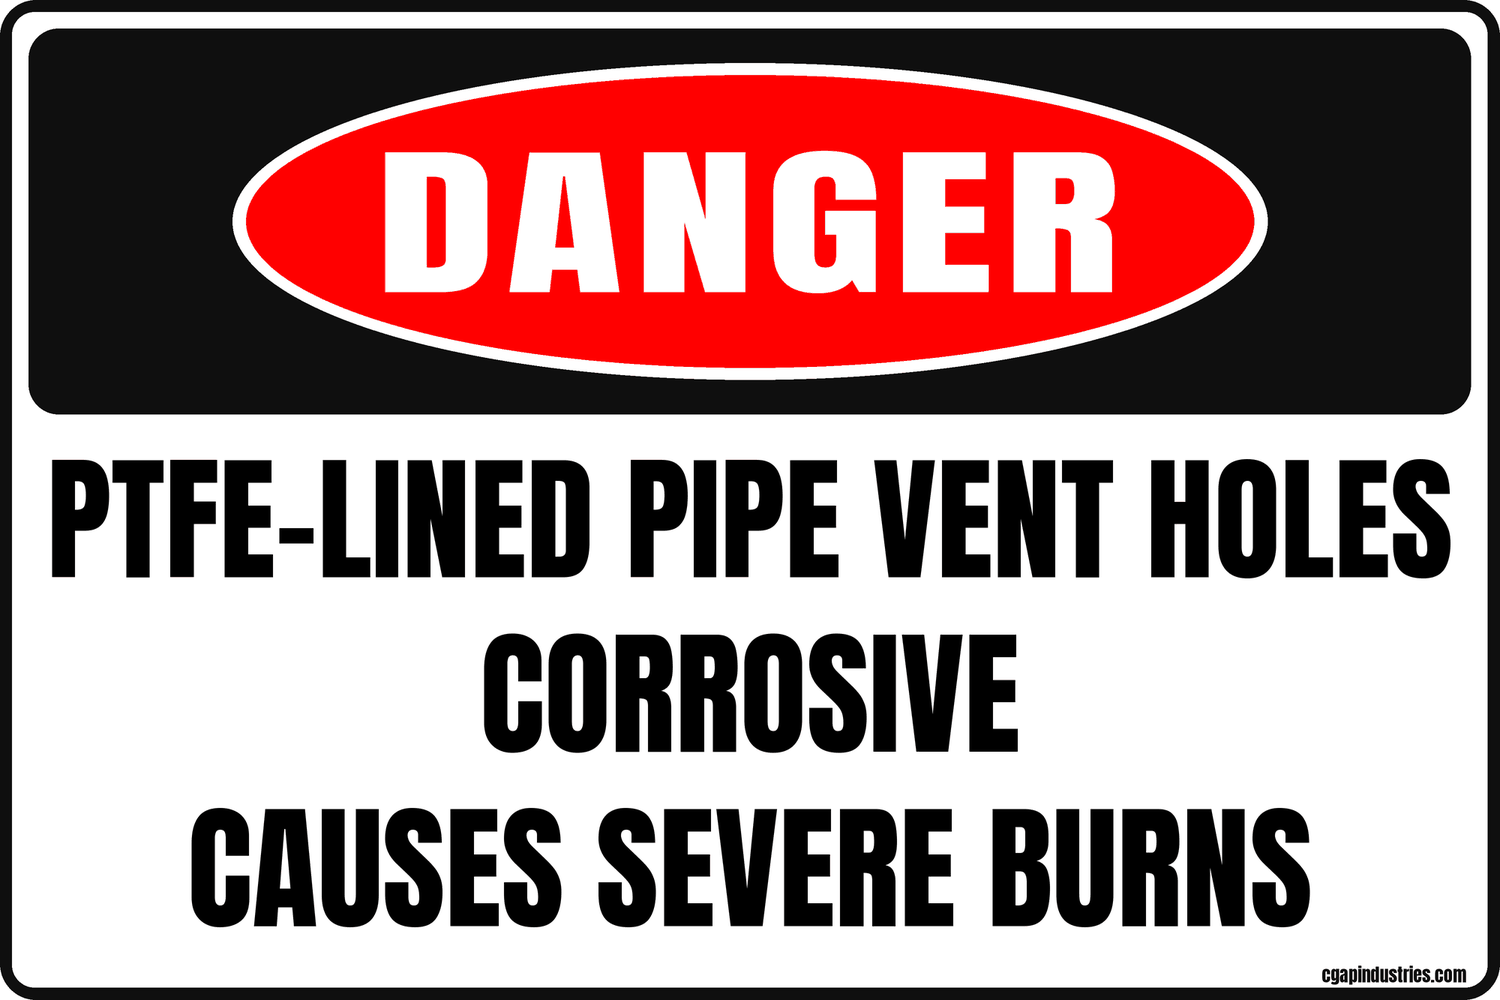 DANGER
PTFE-LINED PIPE VENT HOLES
CORROSIVE
CAUSES SEVERE BURNS
cgapindustries.com